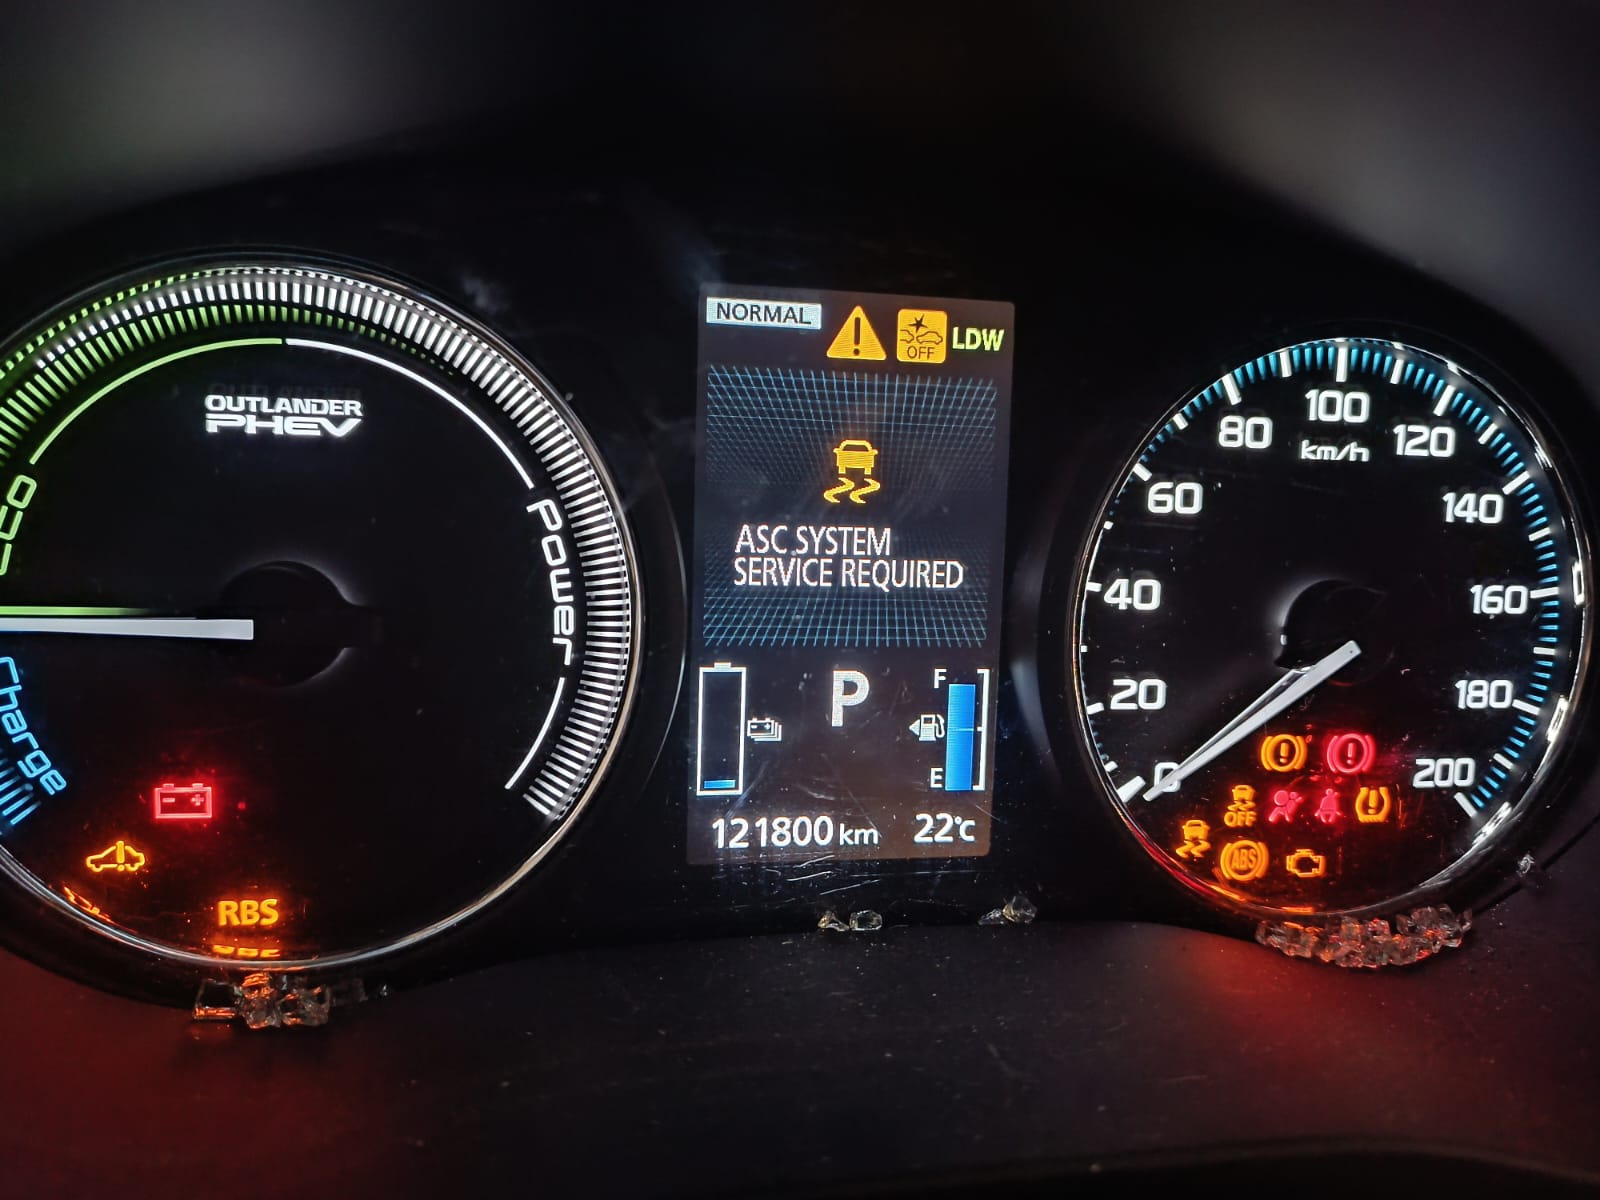 NORMAL
OFF
LDW
OUTLANDER
PHEV
Power
Charge
ASC SYSTEM
SERVICE REQUIRED
P
F
E
121800 km
22°C
RBS
0
20
40
60
80
100
120
140
160
180
200
km/h
OFF
ABS